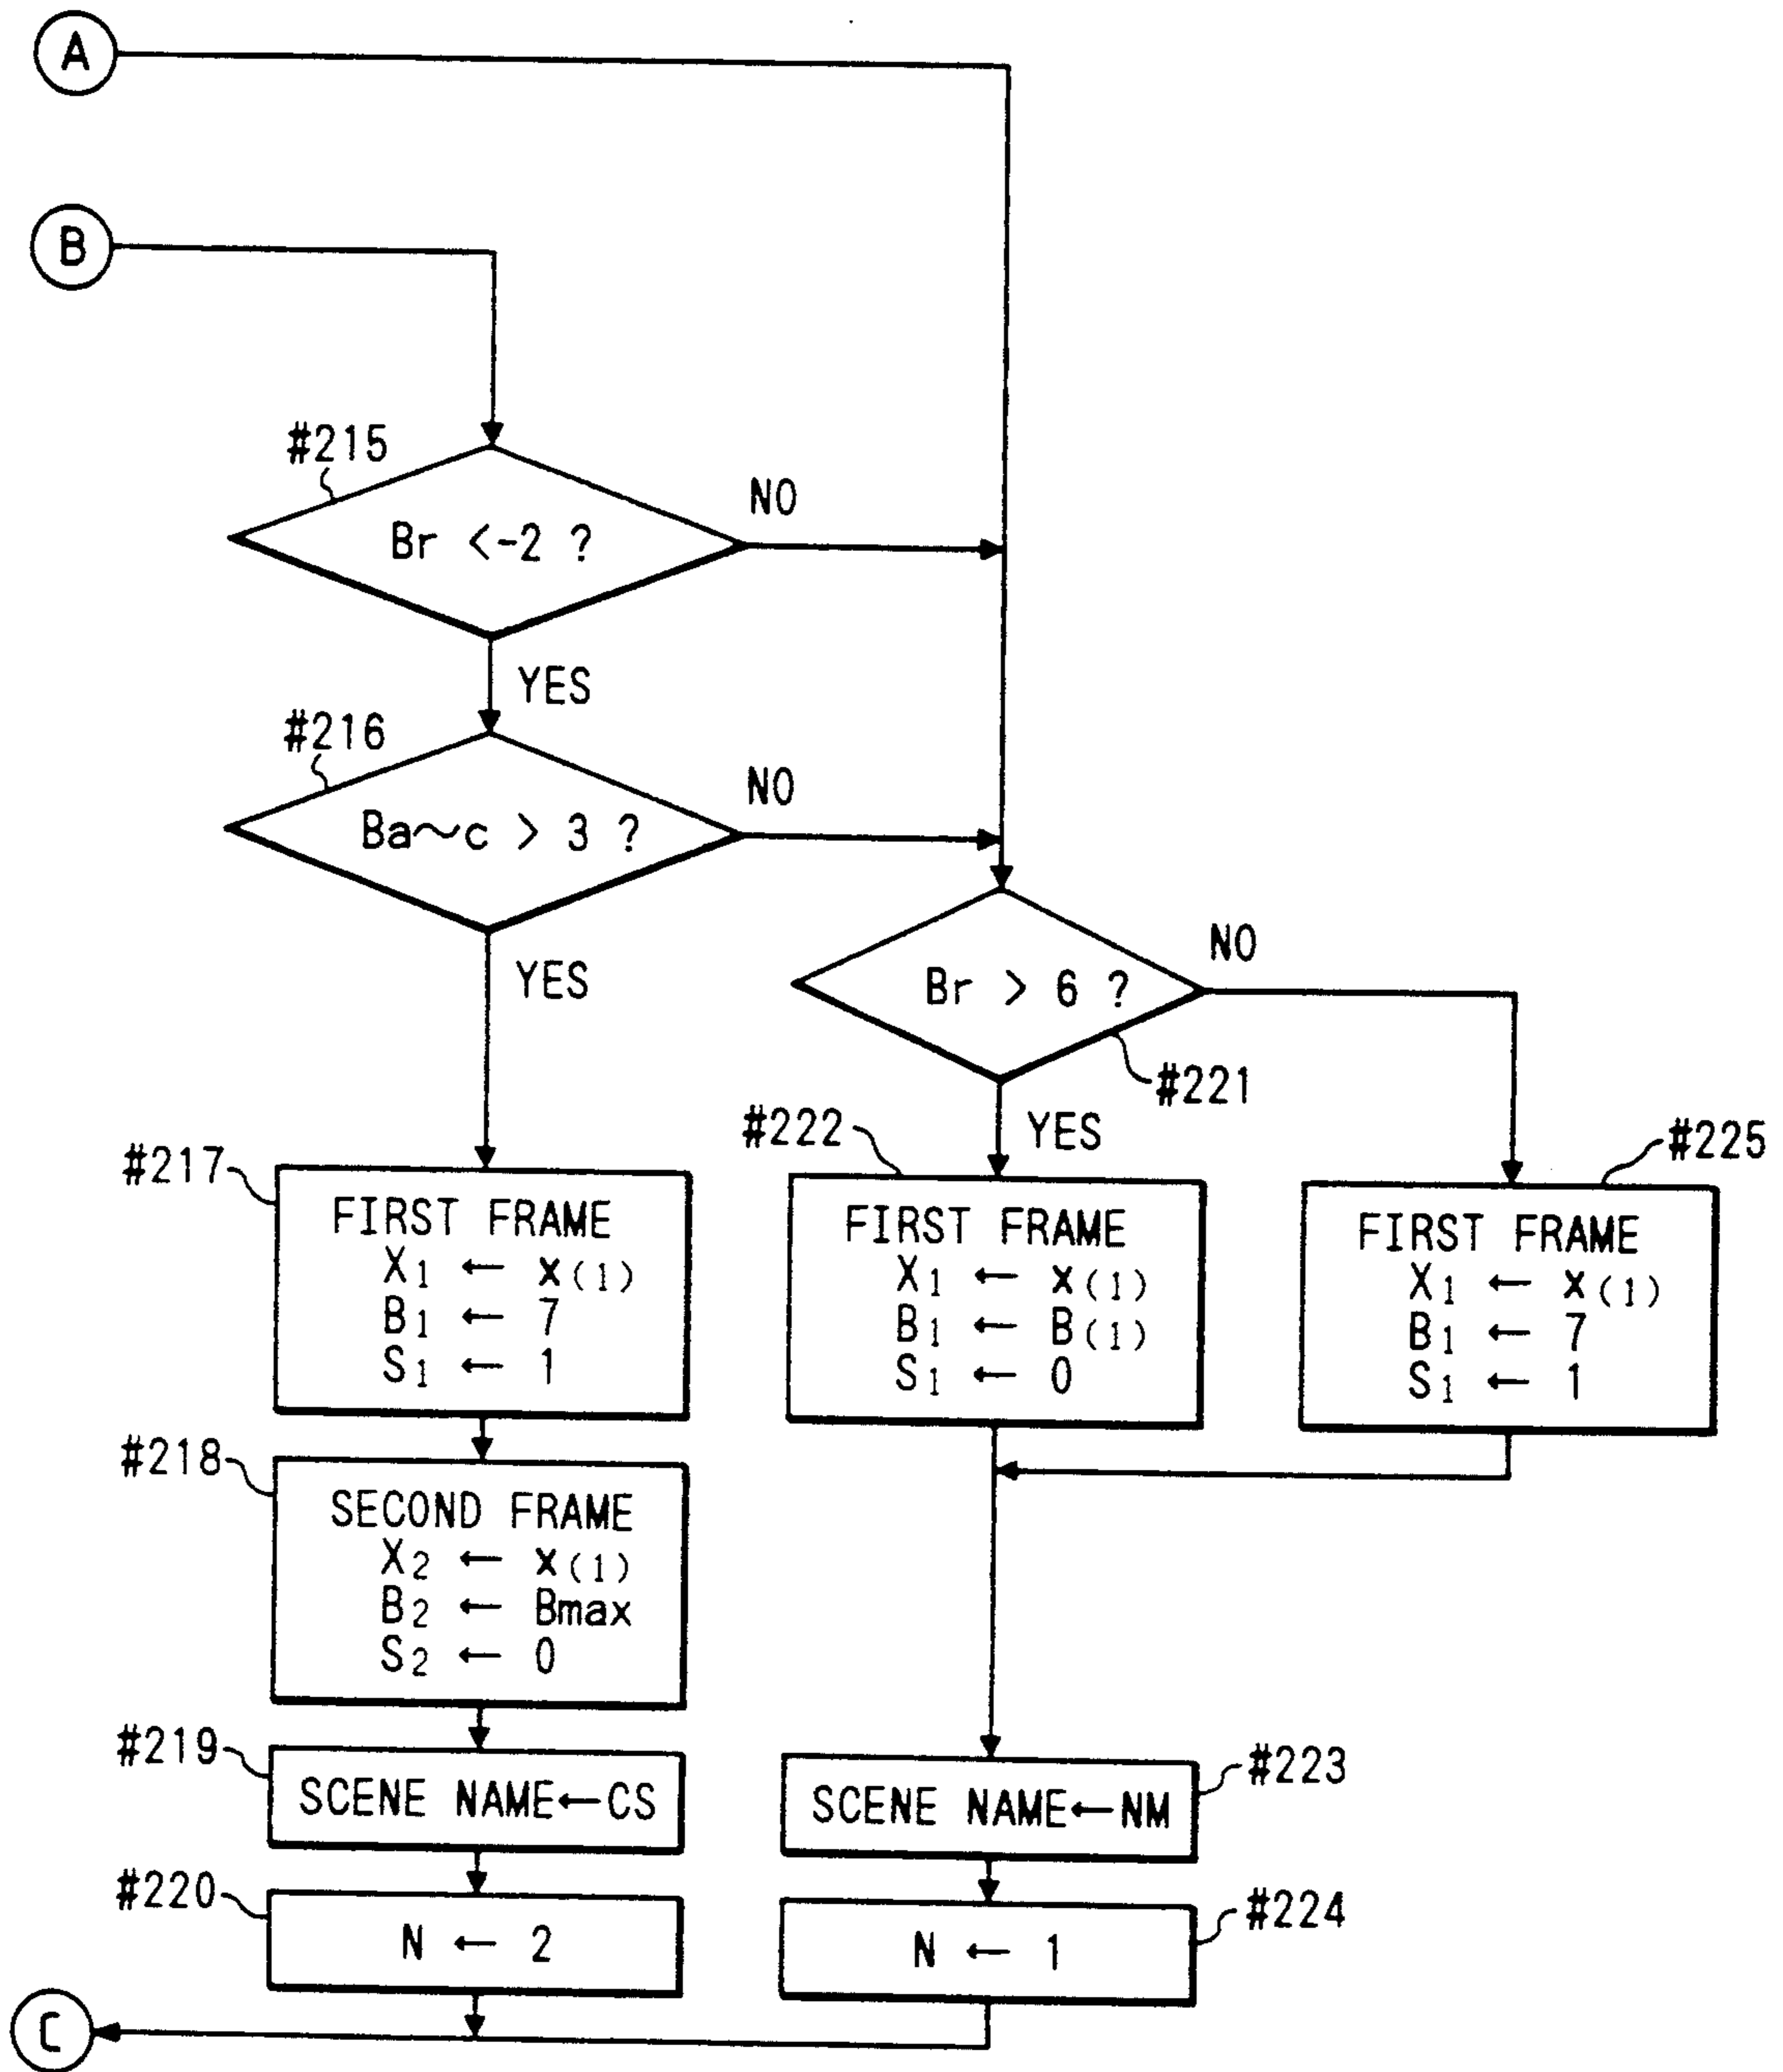 A
B
#215
Br <-2 ?
NO
YES
#216
Ba～c > 3 ?
NO
YES
Br > 6 ?
NO
#221
YES
#217
FIRST FRAME
X₁ ← x(1)
B₁ ← 7
S₁ ← 1
#222
FIRST FRAME
X₁ ← x(1)
B₁ ← B(1)
S₁ ← 0
#225
FIRST FRAME
X₁ ← x(1)
B₁ ← 7
S₁ ← 1
#218
SECOND FRAME
X₂ ← x(1)
B₂ ← Bmax
S₂ ← 0
#219
SCENE NAME←CS
#223
SCENE NAME←NM
#220
N ← 2
#224
N ← 1
C